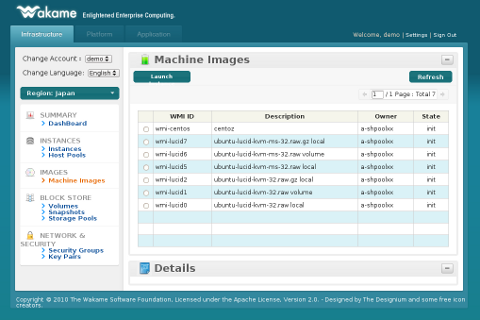 Wakame Enlightened Enterprise Computing.
Infrastructure Platform Application
Welcome, demo | Settings | Sign Out
Change Account : demo
Change Language: English
Region: Japan
SUMMARY
DashBoard
INSTANCES
Instances
Host Pools
IMAGES
Machine Images
BLOCK STORE
Volumes
Snapshots
Storage Pools
NETWORK &
SECURITY
Security Groups
Key Pairs
Machine Images
Launch
Refresh
1 / 1 Page : Total 7
WMI ID Description Owner State
wmi-centos centoz a-shpoolxx init
wmi-lucid7 ubuntu-lucid-kvm-ms-32.raw.gz local a-shpoolxx init
wmi-lucid6 ubuntu-lucid-kvm-ms-32.raw volume a-shpoolxx init
wmi-lucid5 ubuntu-lucid-kvm-ms-32.raw local a-shpoolxx init
wmi-lucid2 ubuntu-lucid-kvm-32.raw.gz local a-shpoolxx init
wmi-lucid1 ubuntu-lucid-kvm-32.raw volume a-shpoolxx init
wmi-lucid0 ubuntu-lucid-kvm-32.raw local a-shpoolxx init
Details
Copyright © 2010 The Wakame Software Foundation, Licensed under the Apache License, Version 2.0. - Designed by The Designium and some free icon
creators.